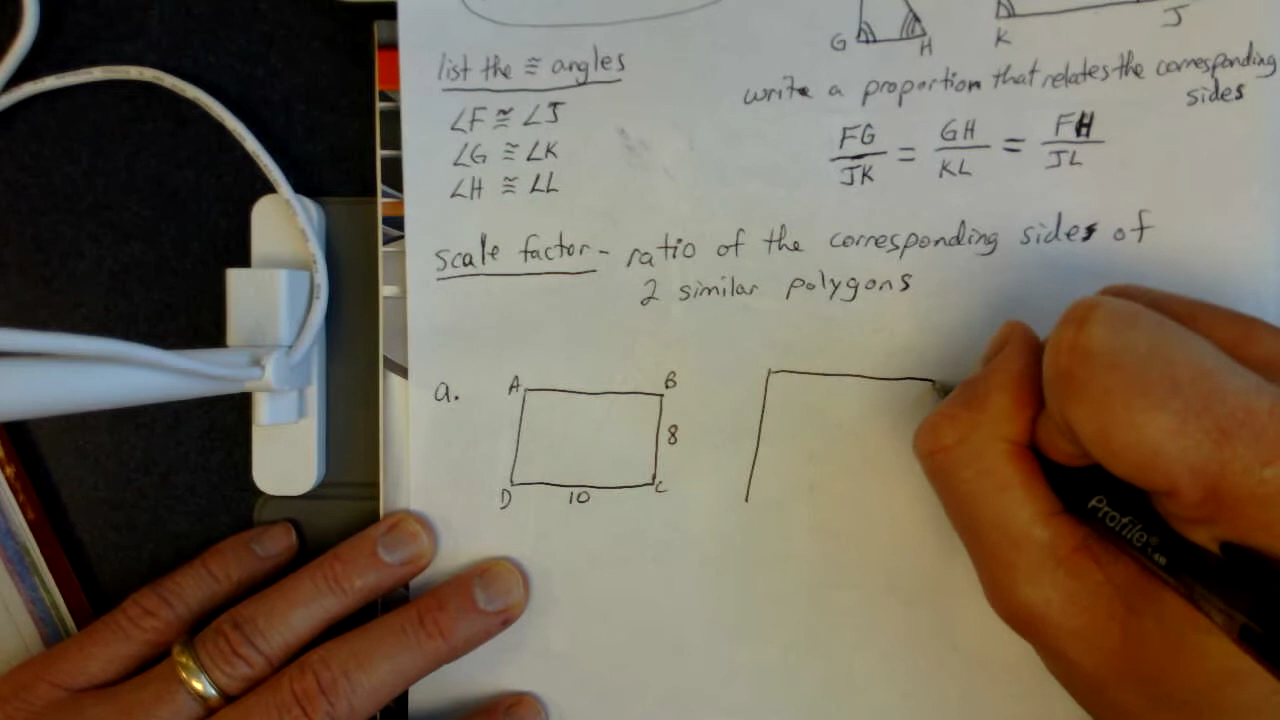 G H K J
list the ≅ angles
∠F ≅ ∠J
∠G ≅ ∠K
∠H ≅ ∠L
write a proportion that relates the corresponding
sides
FG/JK = GH/KL = FH/JL
scale factor - ratio of the corresponding sides of
2 similar polygons
a.
A B
8
D 10 C
Profile